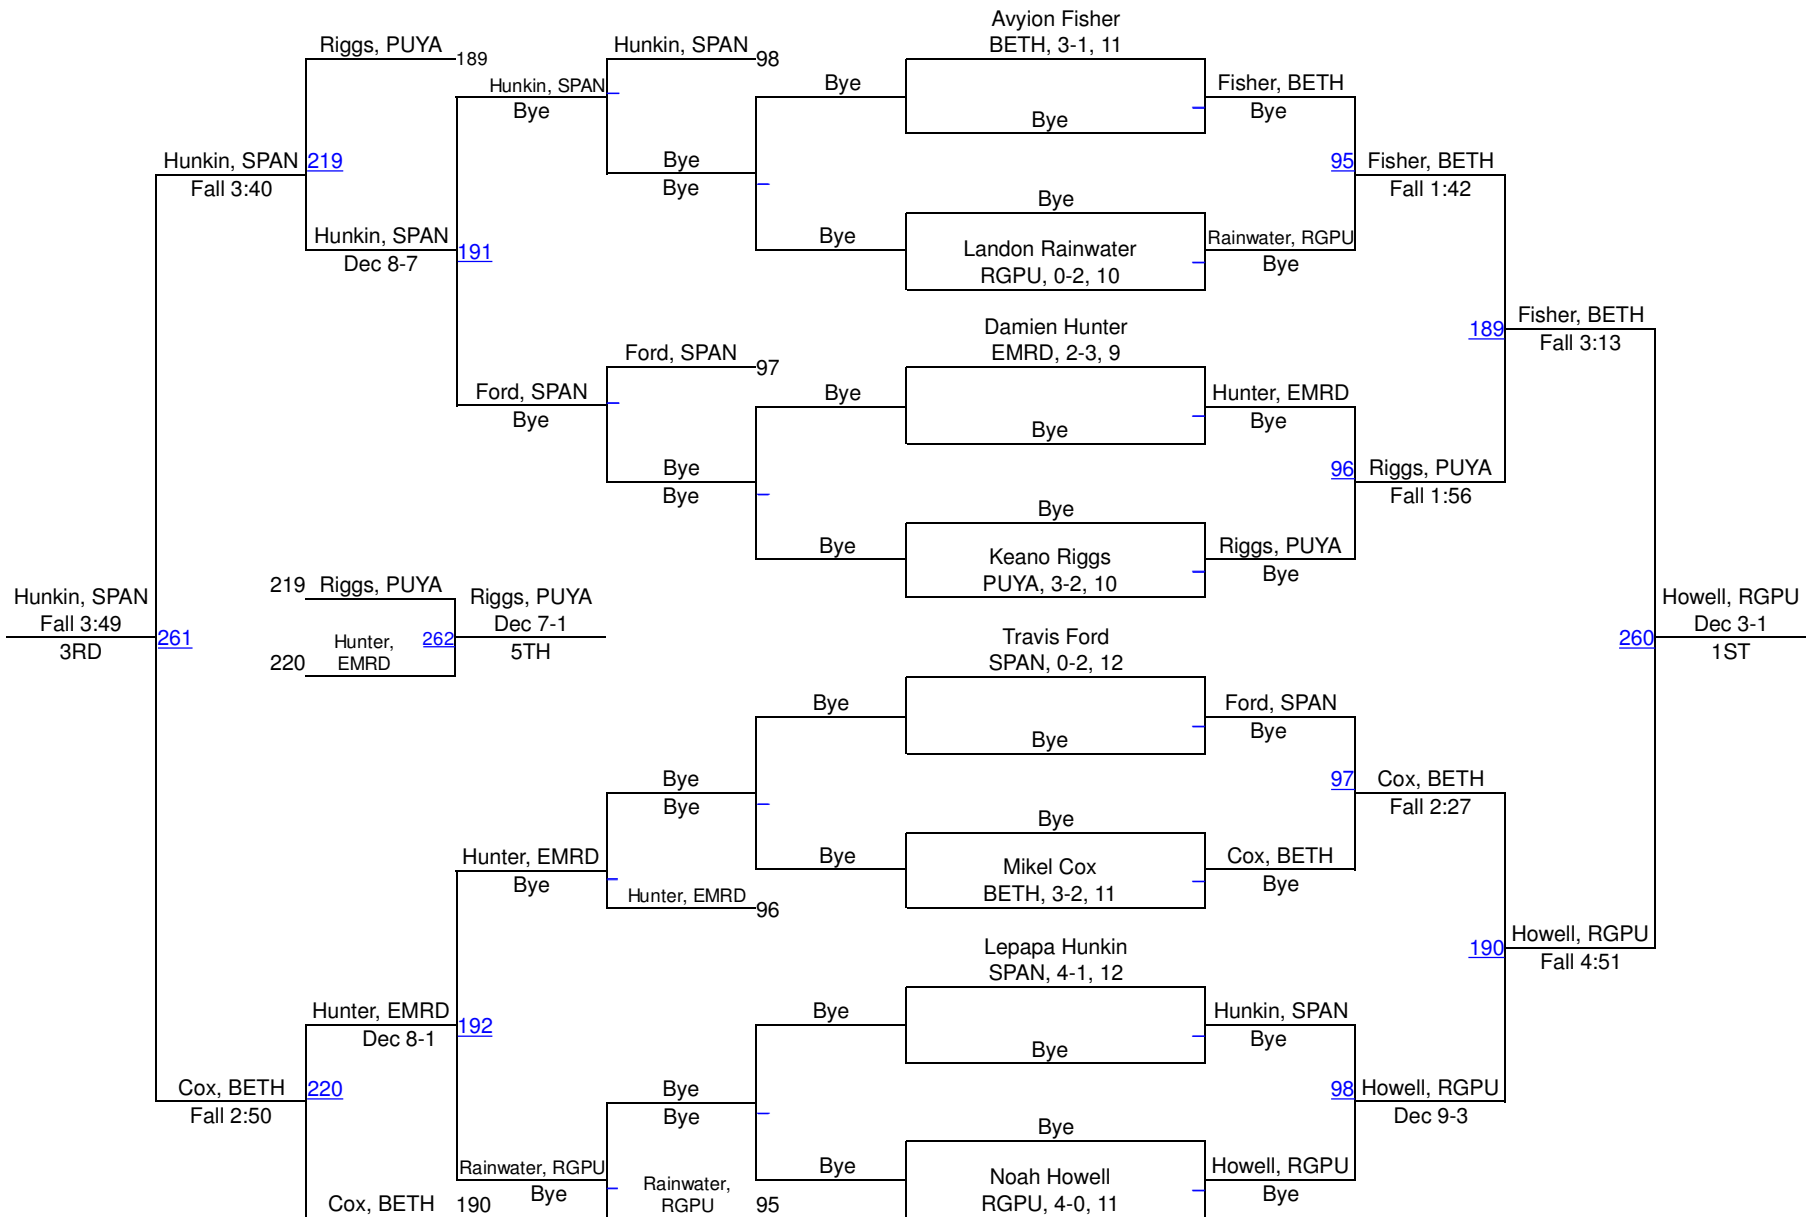 Avyion Fisher
BETH, 3-1, 11
Riggs, PUYA
189
Hunkin, SPAN
98
Hunkin, SPAN
Bye
Bye
Bye
Fisher, BETH
Bye
Hunkin, SPAN
219
Fall 3:40
Bye
Bye
95
Fisher, BETH
Fall 1:42
Bye
Hunkin, SPAN
Dec 8-7
191
Bye
Landon Rainwater
RGPU, 0-2, 10
Rainwater, RGPU
Bye
Damien Hunter
EMRD, 2-3, 9
189
Fisher, BETH
Fall 3:13
Ford, SPAN
97
Ford, SPAN
Bye
Bye
Bye
Hunter, EMRD
Bye
Bye
Bye
96
Riggs, PUYA
Fall 1:56
Bye
Bye
Keano Riggs
PUYA, 3-2, 10
Riggs, PUYA
Bye
Hunkin, SPAN
Fall 3:49
3RD
261
219
Riggs, PUYA
Hunter,
EMRD
220
262
Riggs, PUYA
Dec 7-1
5TH
Howell, RGPU
Dec 3-1
1ST
260
Travis Ford
SPAN, 0-2, 12
Bye
Bye
Ford, SPAN
Bye
Bye
Bye
97
Cox, BETH
Fall 2:27
Bye
Hunter, EMRD
Bye
Bye
Mikel Cox
BETH, 3-2, 11
Cox, BETH
Bye
Hunter, EMRD
96
Lepapa Hunkin
SPAN, 4-1, 12
190
Howell, RGPU
Fall 4:51
Hunter, EMRD
Dec 8-1
192
Bye
Bye
Hunkin, SPAN
Bye
Cox, BETH
220
Fall 2:50
Bye
Bye
98
Howell, RGPU
Dec 9-3
Bye
Rainwater, RGPU
Bye
Rainwater,
RGPU
95
Bye
Noah Howell
RGPU, 4-0, 11
Howell, RGPU
Bye
Cox, BETH
190